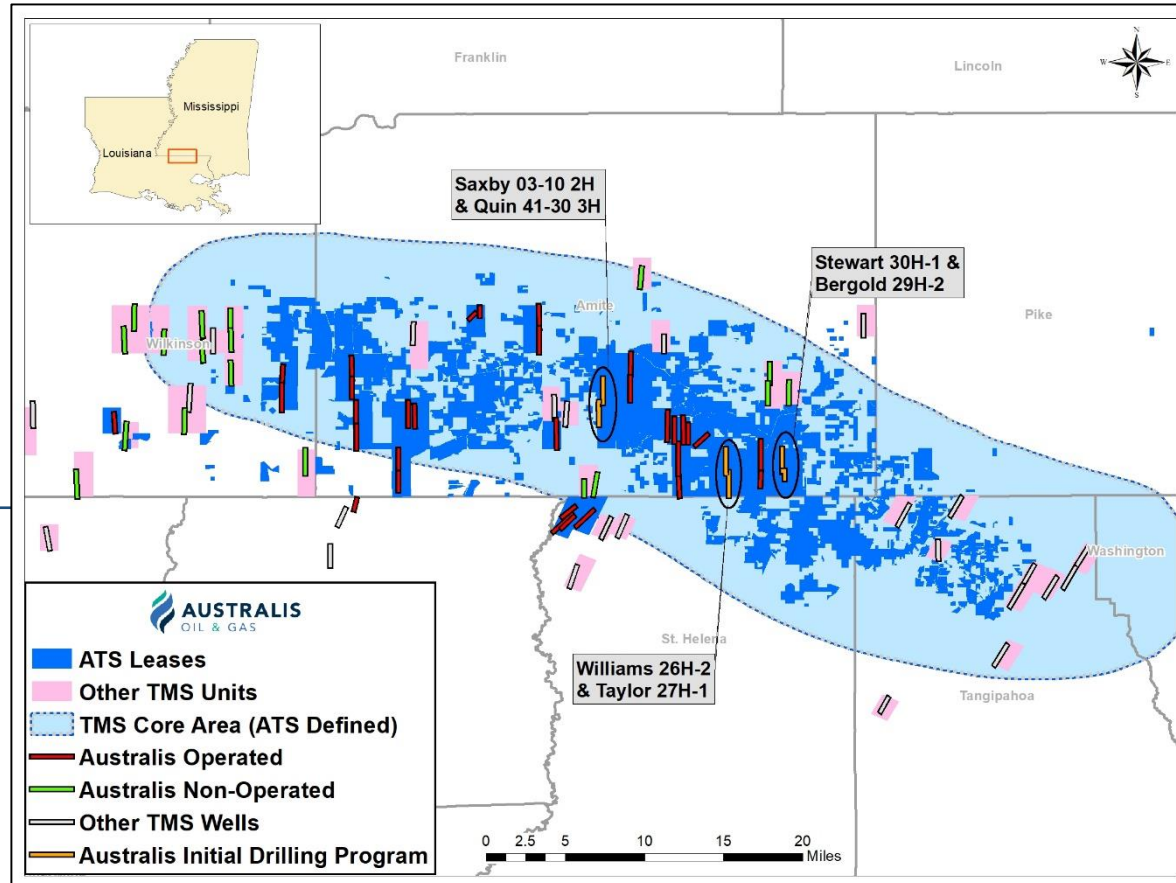 Franklin
Lincoln
N
W
E
S
Mississippi
Louisiana
Saxby 03-10 2H
& Quin 41-30 3H
Stewart 30H-1 &
Bergold 29H-2
Amite
Pike
Wilkinson
Washington
St. Helena
Williams 26H-2
& Taylor 27H-1
Tangipahoa
AUSTRALIS
OIL & GAS
ATS Leases
Other TMS Units
TMS Core Area (ATS Defined)
Australis Operated
Australis Non-Operated
Other TMS Wells
Australis Initial Drilling Program
0 2.5 5 10 15 20
Miles